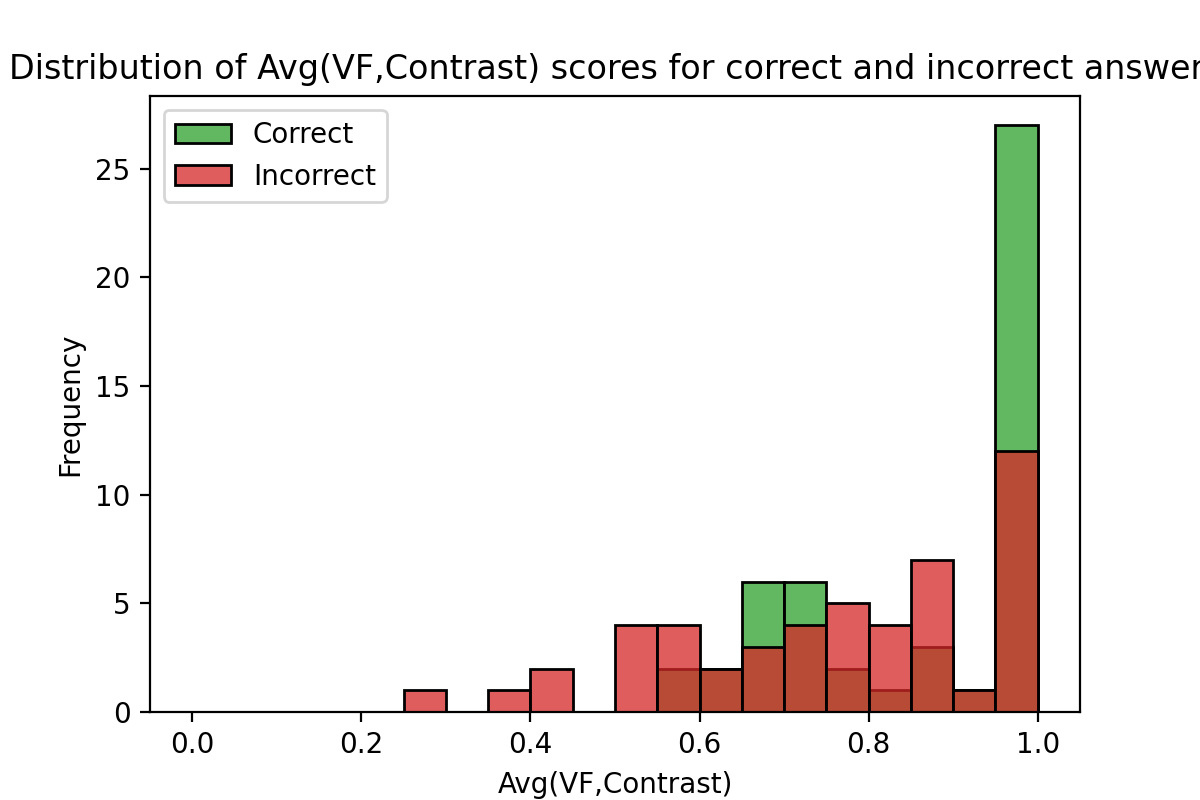 Distribution of Avg(VF,Contrast) scores for correct and incorrect answer
Correct
Incorrect
25
20
15
10
5
0
Frequency
0.0 0.2 0.4 0.6 0.8 1.0
Avg(VF,Contrast)